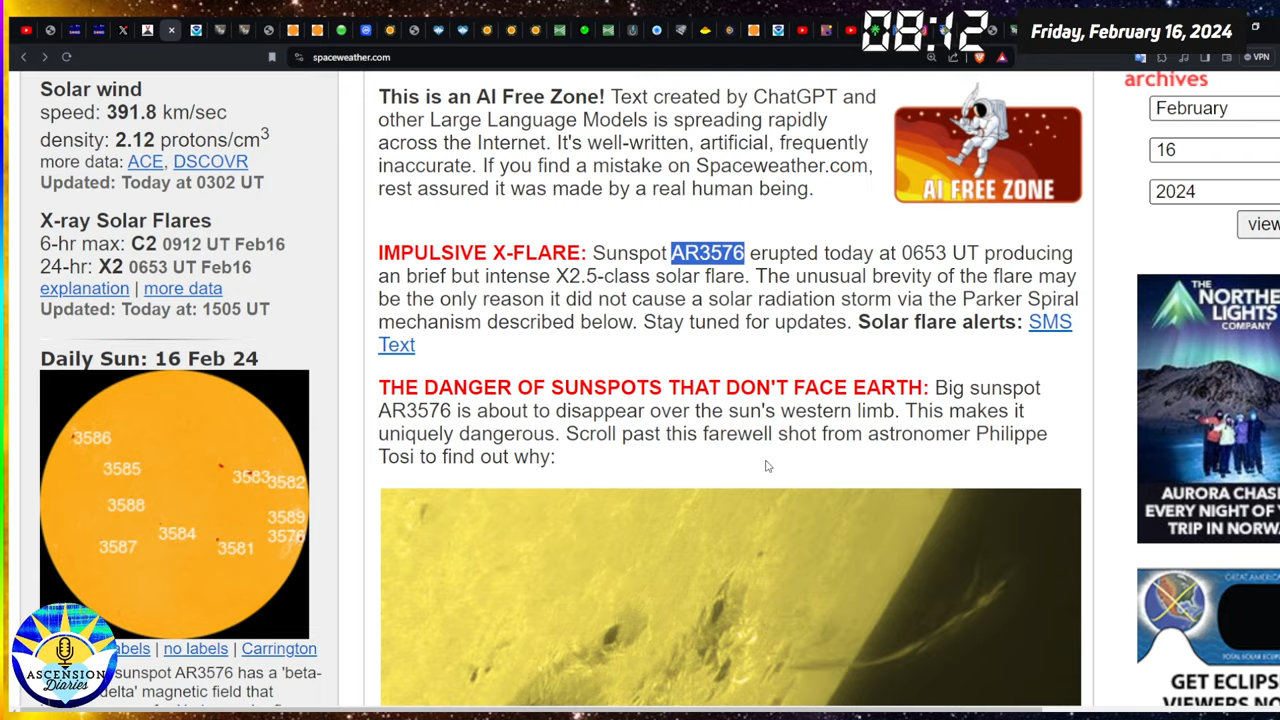 08:12
Friday, February 16, 2024
spaceweather.com
VPN
Solar wind
speed: 391.8 km/sec
density: 2.12 protons/cm3
more data: ACE, DSCOVR
Updated: Today at 0302 UT
X-ray Solar Flares
6-hr max: C2 0912 UT Feb16
24-hr: X2 0653 UT Feb16
explanation | more data
Updated: Today at: 1505 UT
Daily Sun: 16 Feb 24
3586
3585
3583
3582
3588
3589
3584
3576
3587
3581
abels | no labels | Carrington
sunspot AR3576 has a 'beta-
delta' magnetic field that
ASCENSION
Diaries
This is an AI Free Zone! Text created by ChatGPT and
other Large Language Models is spreading rapidly
across the Internet. It's well-written, artificial, frequently
inaccurate. If you find a mistake on Spaceweather.com,
rest assured it was made by a real human being.
AI FREE ZONE
IMPULSIVE X-FLARE: Sunspot AR3576 erupted today at 0653 UT producing
an brief but intense X2.5-class solar flare. The unusual brevity of the flare may
be the only reason it did not cause a solar radiation storm via the Parker Spiral
mechanism described below. Stay tuned for updates. Solar flare alerts: SMS
Text
THE DANGER OF SUNSPOTS THAT DON'T FACE EARTH: Big sunspot
AR3576 is about to disappear over the sun's western limb. This makes it
uniquely dangerous. Scroll past this farewell shot from astronomer Philippe
Tosi to find out why:
archives
February
16
2024
view
THE
NORTHE
LIGHTS
COMPANY
AURORA CHAS
EVERY NIGHT OF
TRIP IN NORW
GREAT AMERIC
TOTAL SOLAR ECLIP
GET ECLIPS
VIEWERS NO